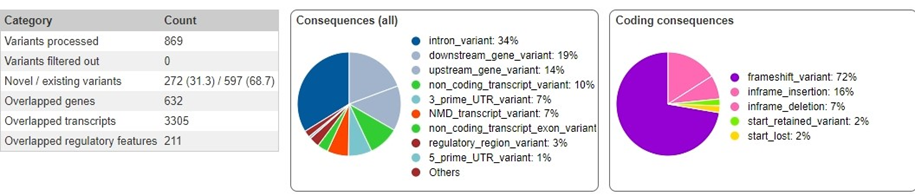 Category Count
Variants processed 869
Variants filtered out 0
Novel / existing variants 272 (31.3) / 597 (68.7)
Overlapped genes 632
Overlapped transcripts 3305
Overlapped regulatory features 211
Consequences (all)
intron_variant: 34%
downstream_gene_variant: 19%
upstream_gene_variant: 14%
non_coding_transcript_variant: 10%
3_prime_UTR_variant: 7%
NMD_transcript_variant: 7%
non_coding_transcript_exon_variant
regulatory_region_variant: 3%
5_prime_UTR_variant: 1%
Others
Coding consequences
frameshift_variant: 72%
inframe_insertion: 16%
inframe_deletion: 7%
start_retained_variant: 2%
start_lost: 2%